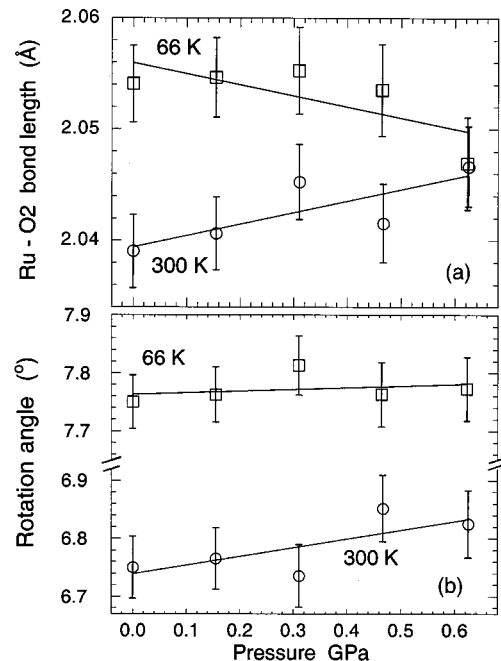 2.06
66 K
2.05
2.04
300 K
(a)
Ru - O2 bond length (Å)
7.9
66 K
7.8
7.7
6.9
6.8
300 K
6.7
(b)
Rotation angle (°)
0.0 0.1 0.2 0.3 0.4 0.5 0.6
Pressure GPa